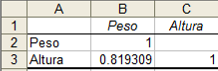 A B C
1 Peso Altura
2 Peso 1
3 Altura 0.819309 1